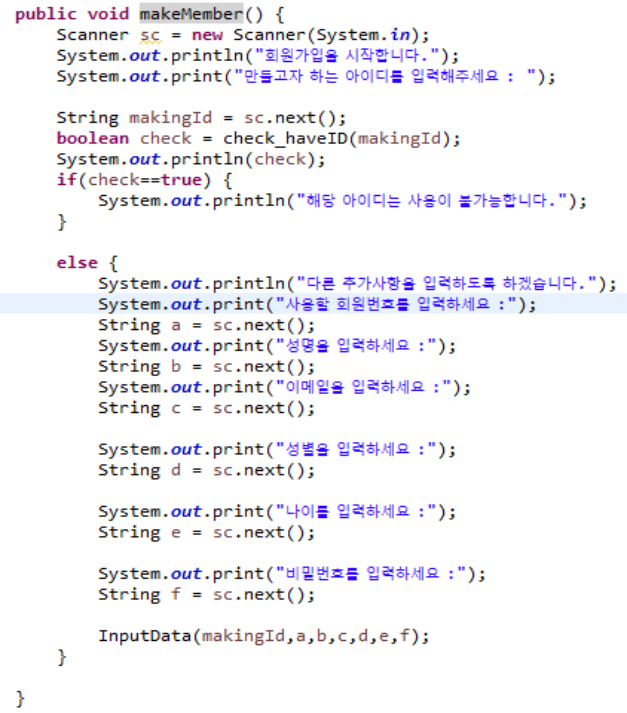 public void makeMember() {
Scanner sc = new Scanner(System.in);
System.out.println("회원가입을 시작합니다.");
System.out.print("만들고자 하는 아이디를 입력해주세요 : ");
String makingId = sc.next();
boolean check = check_haveID(makingId);
System.out.println(check);
if(check==true) {
System.out.println("해당 아이디는 사용이 불가능합니다.");
}
else {
System.out.println("다른 추가사항을 입력하도록 하겠습니다.");
System.out.print("사용할 회원번호를 입력하세요 :");
String a = sc.next();
System.out.print("성명을 입력하세요 :");
String b = sc.next();
System.out.print("이메일을 입력하세요 :");
String c = sc.next();
System.out.print("성별을 입력하세요 :");
String d = sc.next();
System.out.print("나이를 입력하세요 :");
String e = sc.next();
System.out.print("비밀번호를 입력하세요 :");
String f = sc.next();
InputData(makingId,a,b,c,d,e,f);
}
}